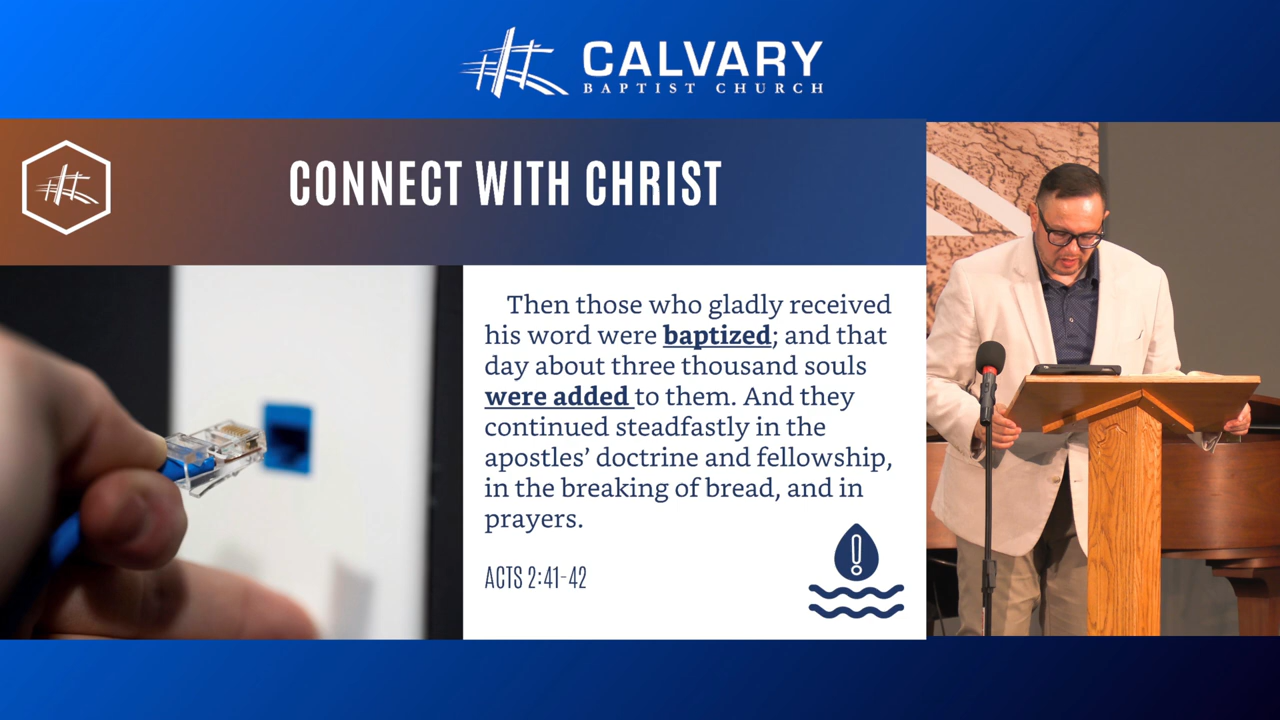 CALVARY
BAPTIST CHURCH
CONNECT WITH CHRIST
Then those who gladly received
his word were baptized; and that
day about three thousand souls
were added to them. And they
continued steadfastly in the
apostles’ doctrine and fellowship,
in the breaking of bread, and in
prayers.
ACTS 2:41-42